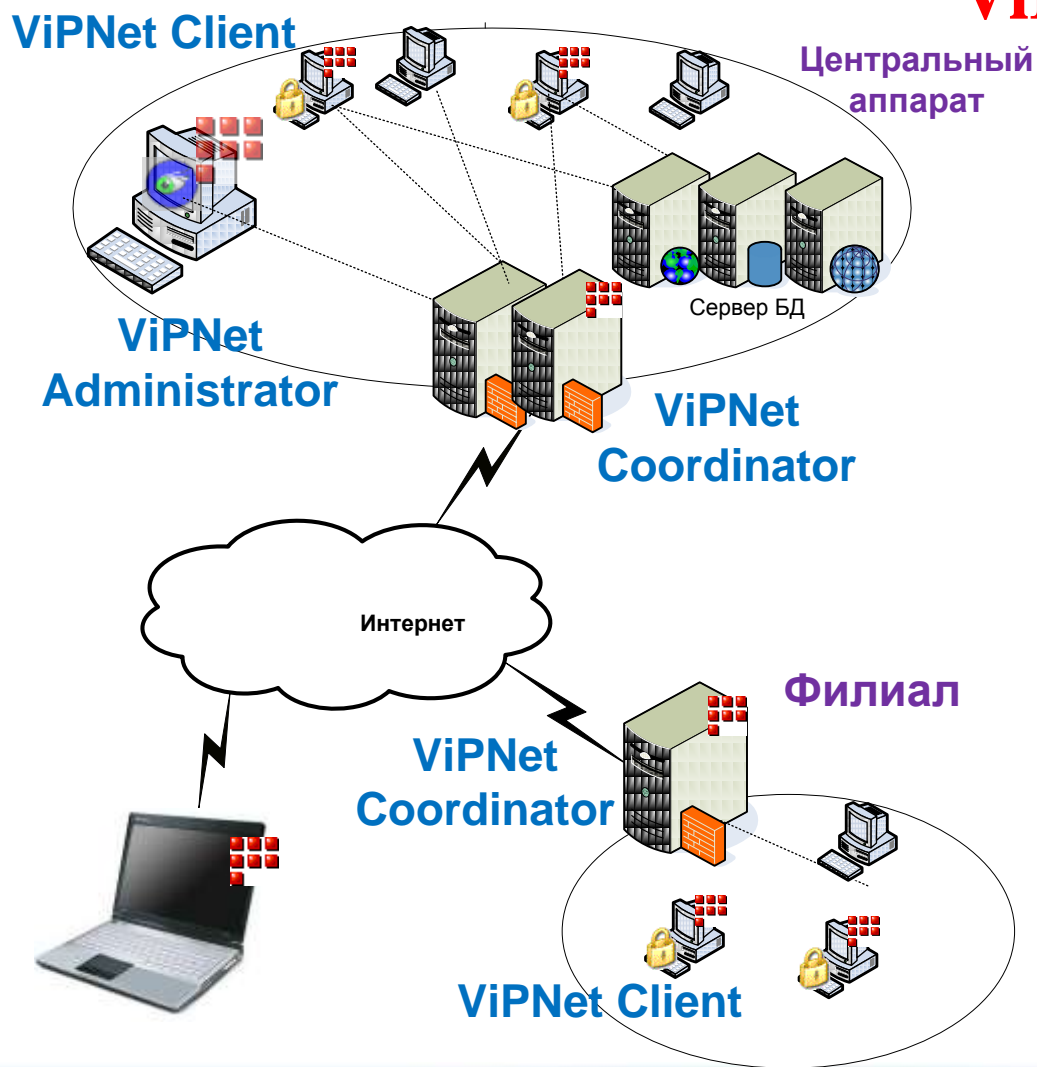 ViPNet Client
Центральный
аппарат
Сервер БД
ViPNet
Administrator
ViPNet
Coordinator
Интернет
Филиал
ViPNet
Coordinator
ViPNet Client